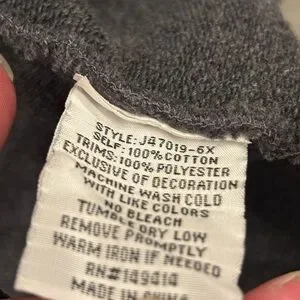 STYLE: J47019-6X
SELF: 100% COTTON
TRIMS: 100% POLYESTER
EXCLUSIVE OF DECORATION
MACHINE WASH COLD
WITH LIKE COLORS
NO BLEACH
TUMBLE DRY LOW
REMOVE PROMPTLY
WARM IRON IF NEEDED
RN#149414
MADE IN CHINA